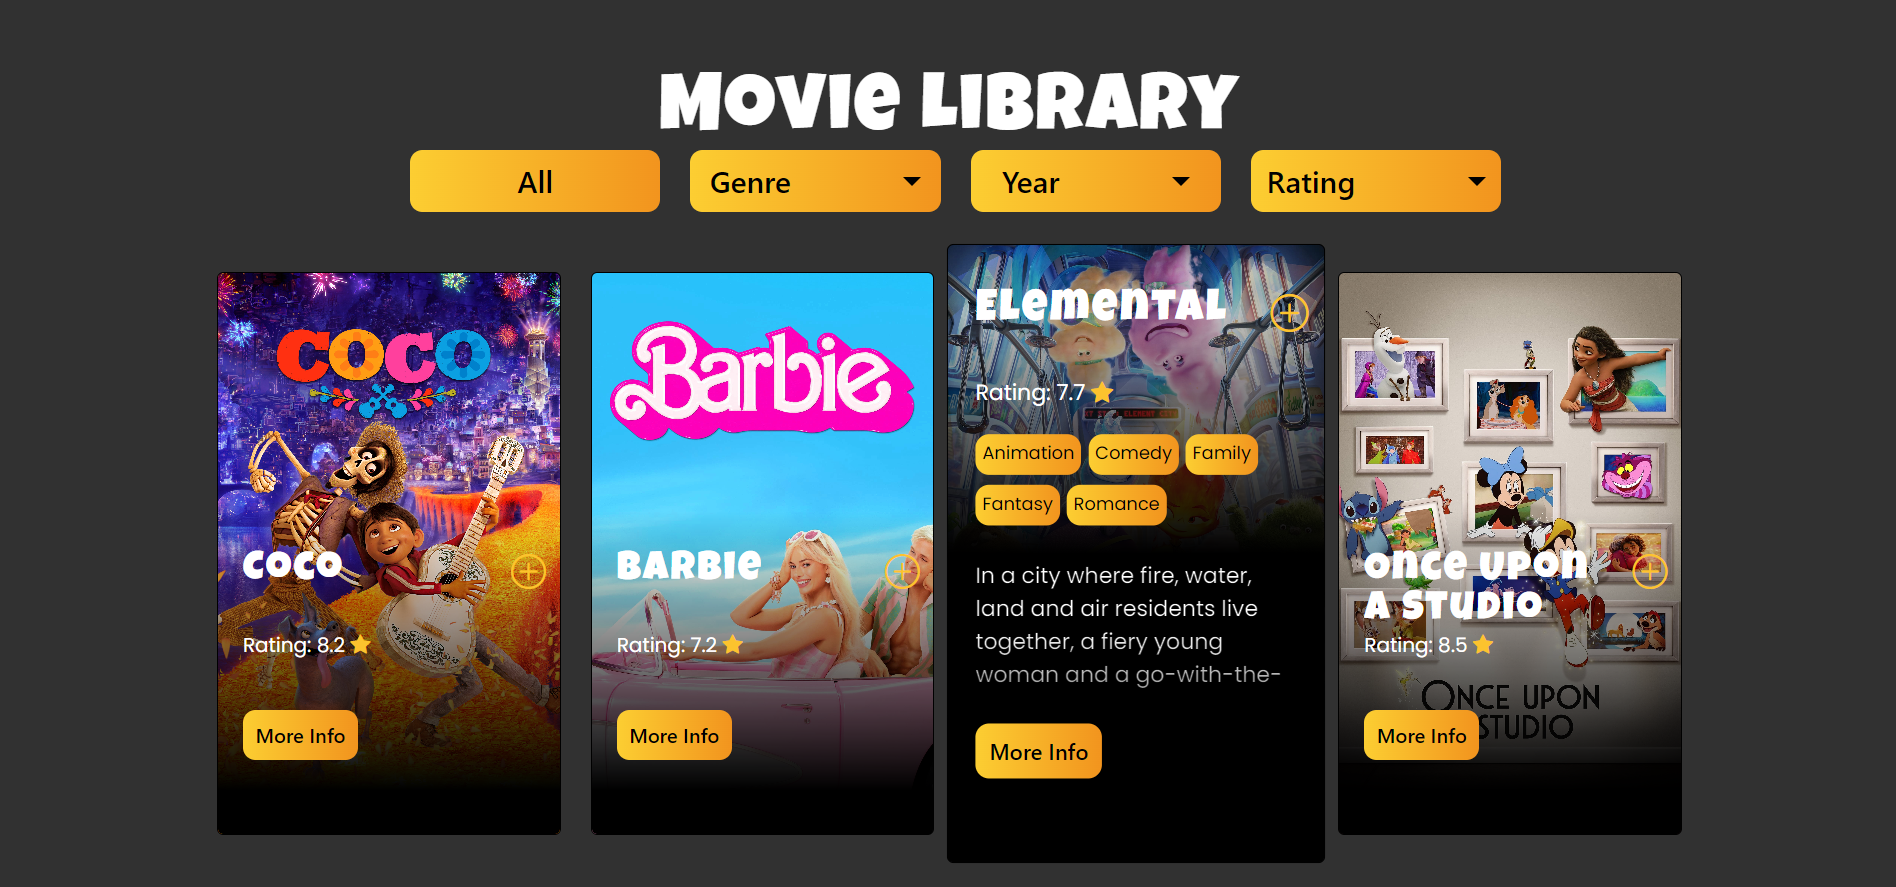 Movie Library
All
Genre
Year
Rating
COCO
Coco
Rating: 8.2
More Info
Barbie
Barbie
Rating: 7.2
More Info
Elemental
Rating: 7.7
Animation
Comedy
Family
Fantasy
Romance
In a city where fire, water,
land and air residents live
together, a fiery young
woman and a go-with-the-
More Info
Once Upon
A Studio
Rating: 8.5
ONCE UPON
STUDIO
More Info